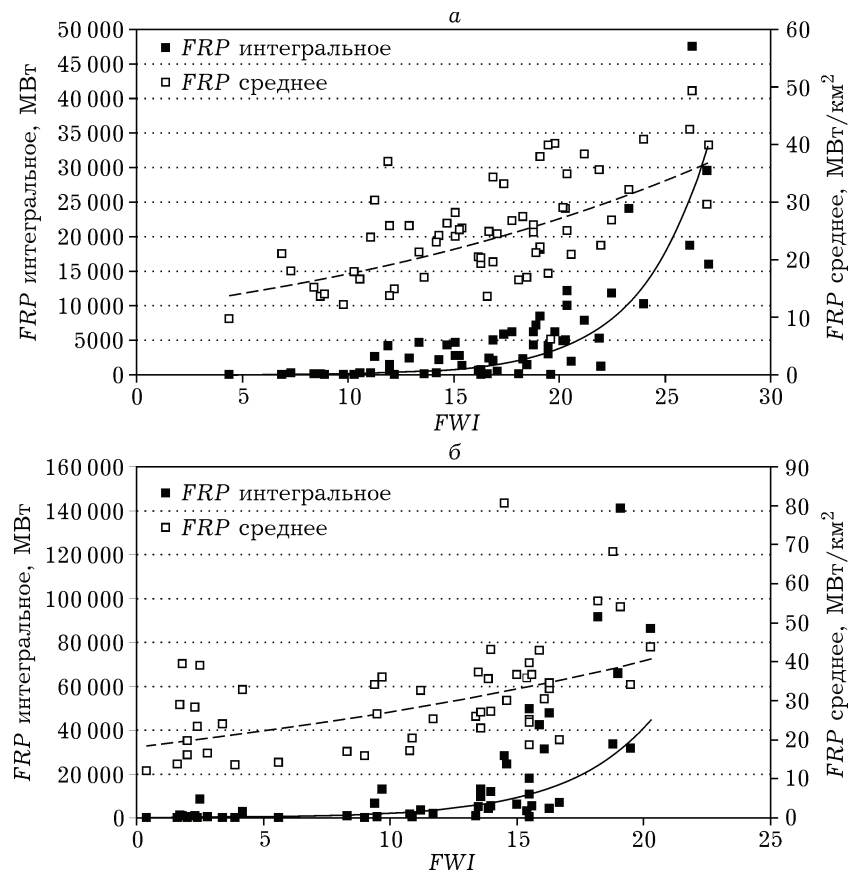 а
50 000
45 000
40 000
35 000
30 000
25 000
20 000
15 000
10 000
5000
0
FRP интегральное, МВт
FRP интегральное
FRP среднее
60
50
40
30
20
10
0
FRP среднее, МВт/км²
0 5 10 15 20 25 30
FWI
б
160 000
140 000
120 000
100 000
80 000
60 000
40 000
20 000
0
FRP интегральное, МВт
FRP интегральное
FRP среднее
90
80
70
60
50
40
30
20
10
0
FRP среднее, МВт/км²
0 5 10 15 20 25
FWI